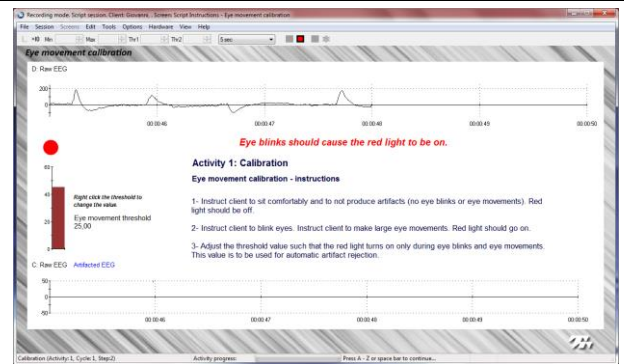 Recording mode. Script session. Client: Giovanni, - Screens Script Instructions - Eye movement calibration
File Session Screens Edit Tools Options Hardware View Help
Min Max Thr1 Thr2 5 sec
Eye movement calibration
D: Raw EEG
200
0
00:00:46 00:00:47 00:00:48 00:00:49 00:00:50
Eye blinks should cause the red light to be on.
Activity 1: Calibration
Eye movement calibration - instructions
60
40
20
0
Right click the threshold to
change the value
Eye movement threshold
25,00
1- Instruct client to sit comfortably and to not produce artifacts (no eye blinks or eye movements). Red
light should be off.
2- Instruct client to blink eyes. Instruct client to make large eye movements. Red light should go on.
3- Adjust the threshold value such that the red light turns on only during eye blinks and eye movements.
This value is to be used for automatic artifact rejection.
C: Raw EEG Artifacted EEG
50
0
-50
00:00:46 00:00:47 00:00:48 00:00:49 00:00:50
Calibration (Activity: 1, Cycle: 1, Step:2) Activity progress: Press A - Z or space bar to continue...